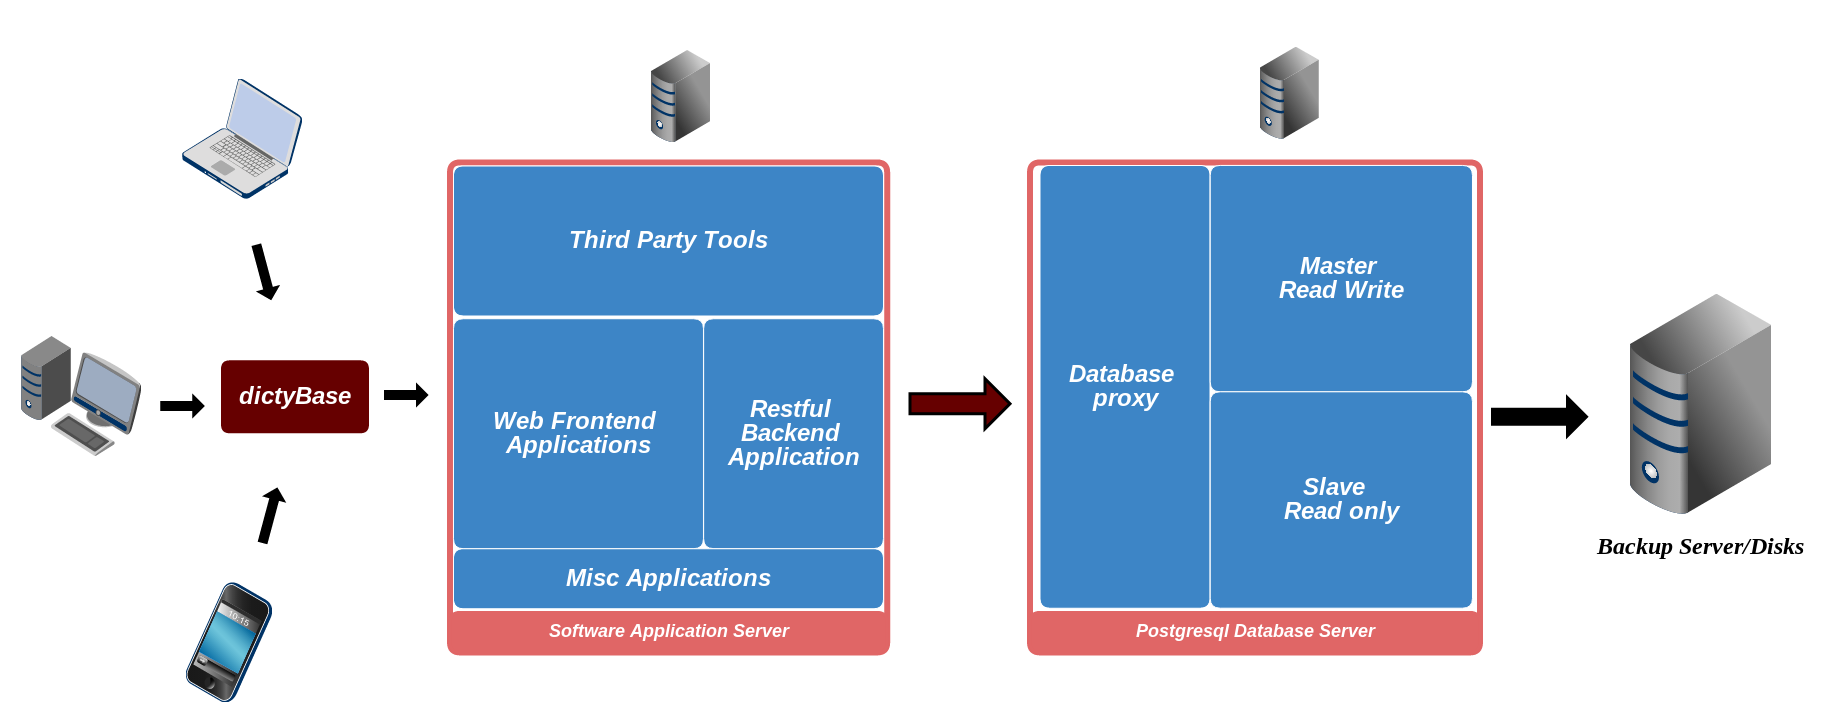 dictyBase
Third Party Tools
Web Frontend
Applications
Restful
Backend
Application
Misc Applications
Software Application Server
Database
proxy
Master
Read Write
Slave
Read only
Postgresql Database Server
Backup Server/Disks
10:15